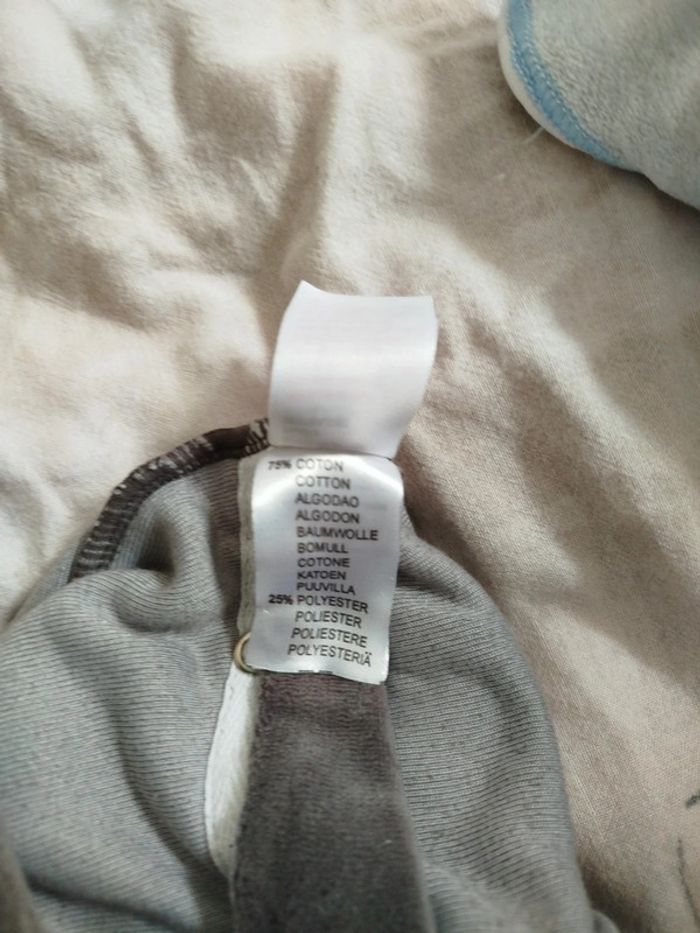 75% COTON
COTTON
ALGODAO
ALGODON
BAUMWOLLE
BOMULL
COTONE
KATOEN
PUUVILLA
25% POLYESTER
POLIESTER
POLIESTERE
POLYESTERIÄ